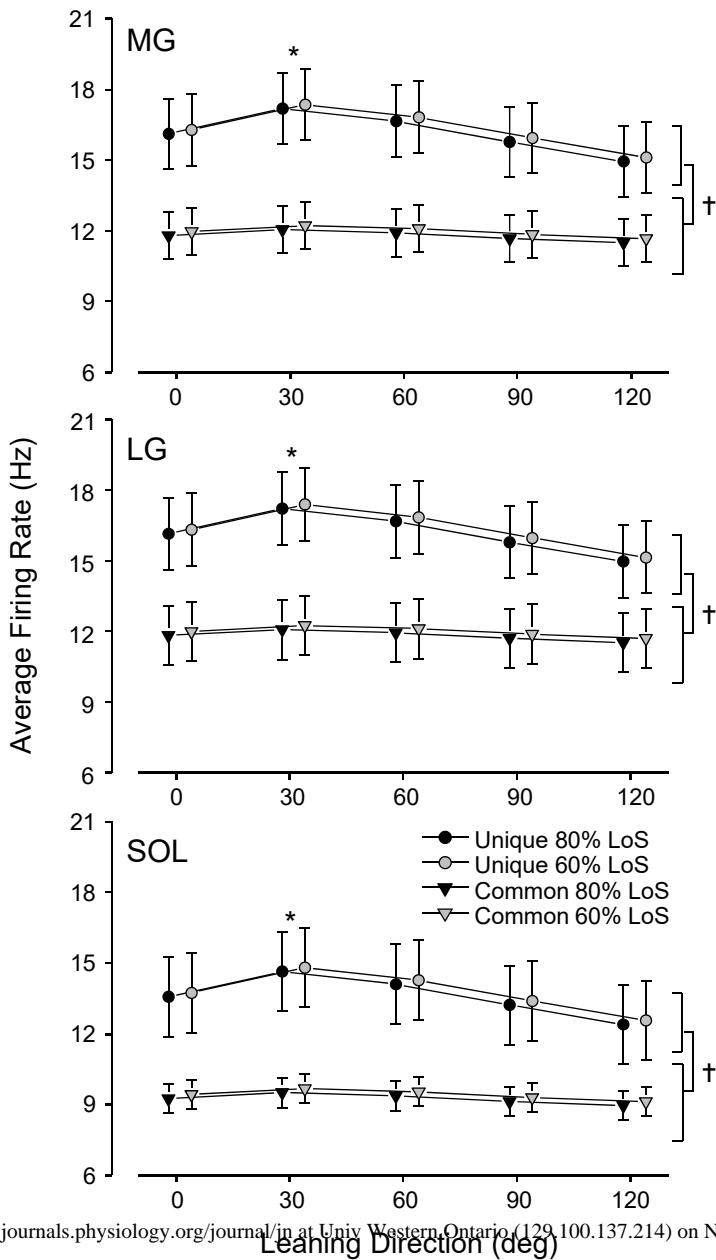 21
MG
*
18
15
†
12
9
6
0 30 60 90 120
21
LG
*
18
15
†
12
9
6
0 30 60 90 120
Average Firing Rate (Hz)
21
SOL
Unique 80% LoS
Unique 60% LoS
Common 80% LoS
Common 60% LoS
18
*
15
12
†
9
6
0 30 60 90 120
journals.physiology.org/journal/jn at Univ Western Ontario (129.100.137.214) on N
Leaning Direction (deg)